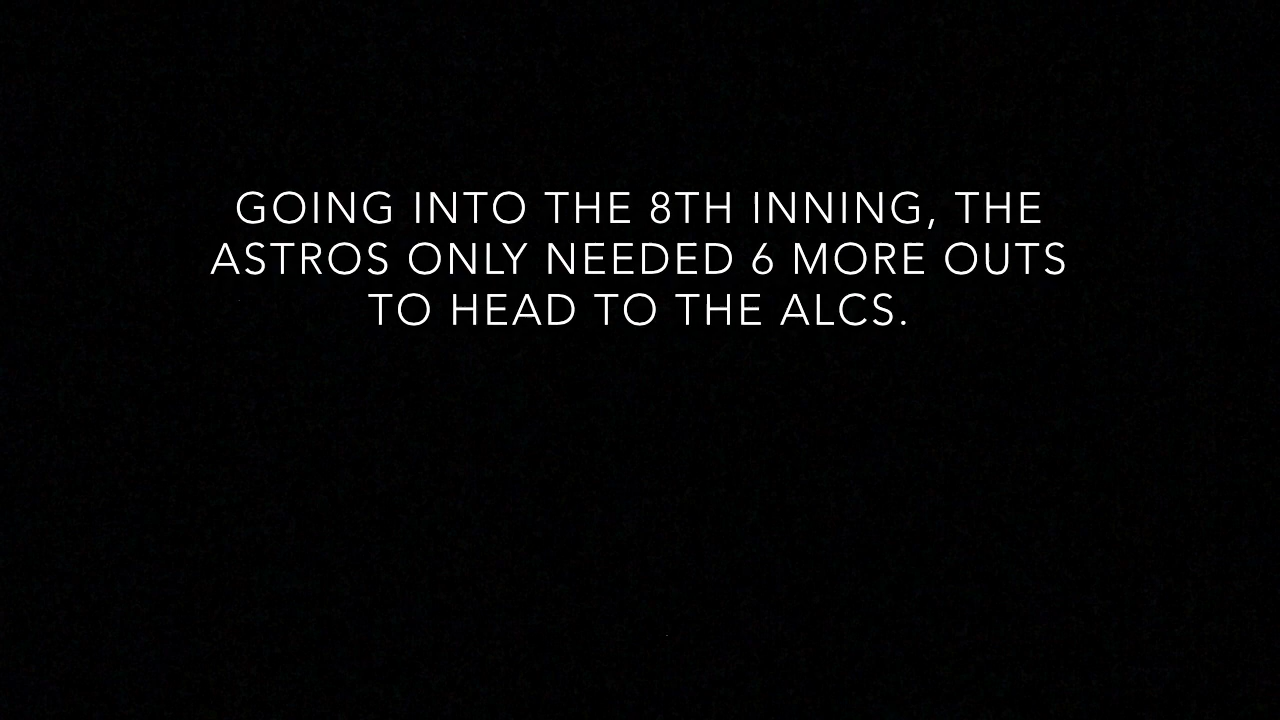 GOING INTO THE 8TH INNING, THE
ASTROS ONLY NEEDED 6 MORE OUTS
TO HEAD TO THE ALCS.